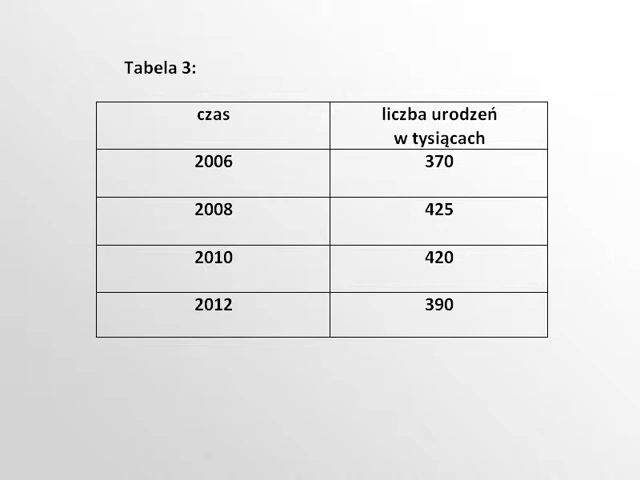 Tabela 3:
czas liczba urodzeń
w tysiącach
2006 370
2008 425
2010 420
2012 390